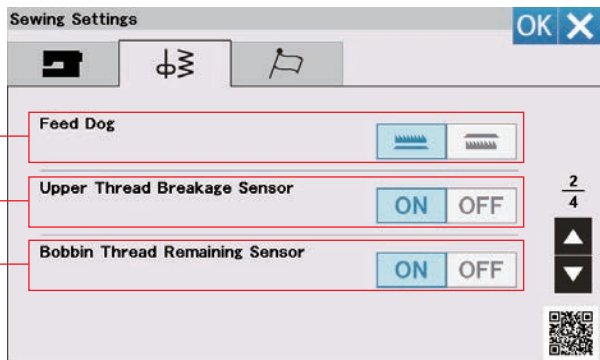 Sewing Settings
OK
Feed Dog
Upper Thread Breakage Sensor
ON OFF
2
4
Bobbin Thread Remaining Sensor
ON OFF